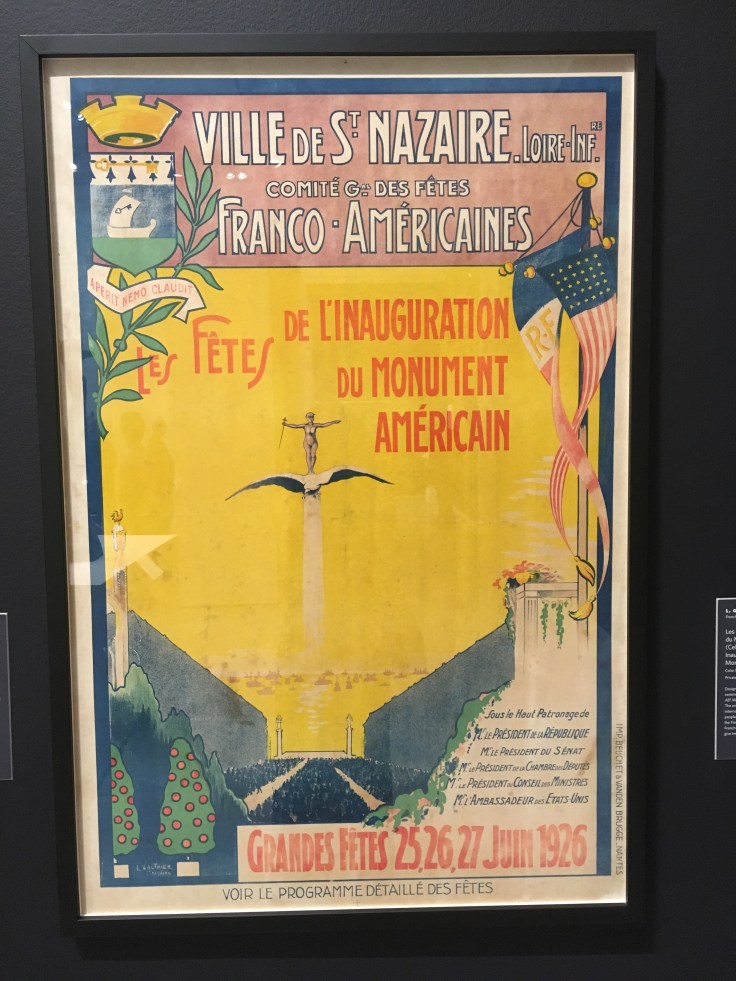 VILLE DE ST. NAZAIRE. LOIRE-INFRE.
COMITÉ GAL DES FÊTES
FRANCO-AMÉRICAINES
APERIT NEMO CLAUDIT
R.F
LES FÊTES DE L'INAUGURATION
DU MONUMENT
AMÉRICAIN
Sous le Haut Patronage de
MR LE PRÉSIDENT DE LA RÉPUBLIQUE
MR LE PRÉSIDENT DU SÉNAT
MR LE PRÉSIDENT DE LA CHAMBRE DES DÉPUTÉS
MR LE PRÉSIDENT DU CONSEIL DES MINISTRES
MR L'AMBASSADEUR DES ETATS-UNIS
GRANDES FÊTES 25, 26, 27 JUIN 1926
VOIR LE PROGRAMME DÉTAILLÉ DES FÊTES
IMP. BEUCHET & VANDEN BRUGGE, NANTES.
Les